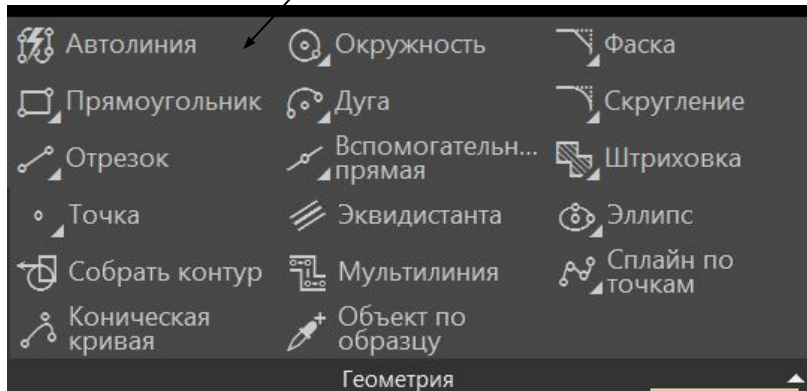 Автолиния
Окружность
Фаска
Прямоугольник
Дуга
Скругление
Отрезок
Вспомогательн...
прямая
Штриховка
Точка
Эквидистанта
Эллипс
Собрать контур
Мультилиния
Сплайн по
точкам
Коническая
кривая
Объект по
образцу
Геометрия